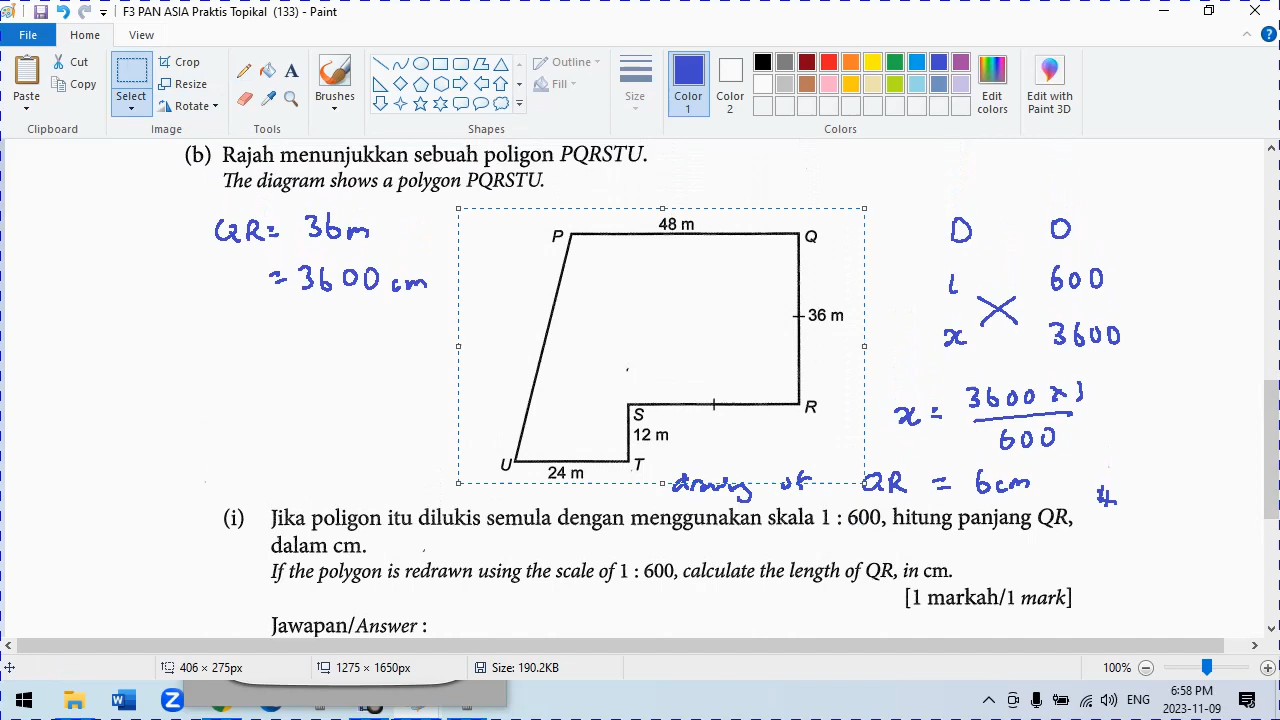 F3 PAN ASIA Praktis Topikal (133) - Paint
File Home View
Paste Cut Copy
Select Crop Resize Rotate
Brushes
Outline Fill
Size
Color 1 Color 2
Edit colors
Edit with Paint 3D
Clipboard Image Tools Shapes Colors
(b) Rajah menunjukkan sebuah poligon PQRSTU.
The diagram shows a polygon PQRSTU.
QR = 36m
= 3600 cm
48 m
P Q
36 m
S R
12 m
U T
24 m
D O
1 600
x 3600
x = 3600 x 1
600
drawing of QR = 6cm
(i) Jika poligon itu dilukis semula dengan menggunakan skala 1 : 600, hitung panjang QR,
dalam cm.
If the polygon is redrawn using the scale of 1 : 600, calculate the length of QR, in cm.
[1 markah/1 mark]
Jawapan/Answer :
406 × 275px 1275 × 1650px Size: 190.2KB 100%
ENG 6:58 PM
2023-11-09